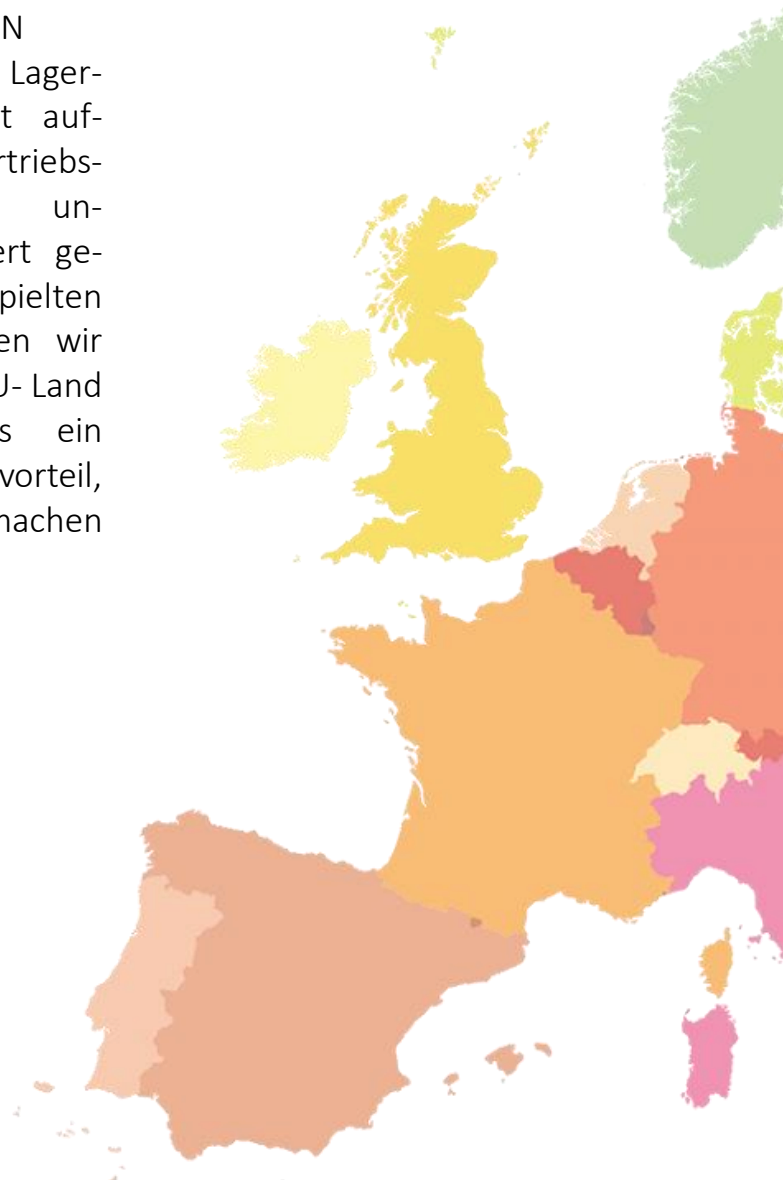 N
Lager-
t auf-
rtriebs-
un-
ert ge-
pielten
en wir
J- Land
s ein
vorteil,
nachen